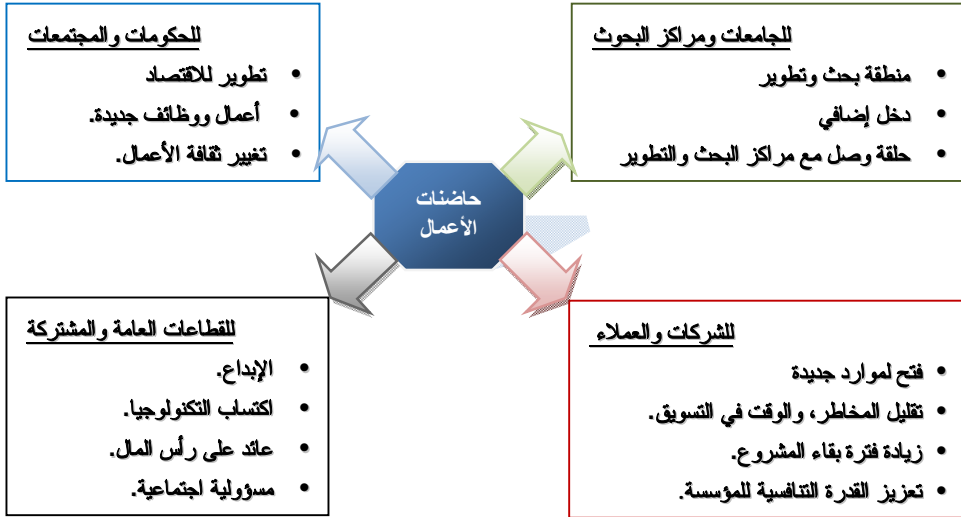 للجامعات ومراكز البحوث
• منطقة بحث وتطوير
• دخل إضافي
• حلقة وصل مع مراكز البحث والتطوير
للحكومات والمجتمعات
• تطوير للاقتصاد
• أعمال ووظائف جديدة.
• تغيير ثقافة الأعمال.
حاضنات
الأعمال
للشركات والعملاء
• فتح لموارد جديدة
• تقليل المخاطر، والوقت في التسويق.
• زيادة فترة بقاء المشروع.
• تعزيز القدرة التنافسية للمؤسسة.
للقطاعات العامة والمشتركة
• الإبداع.
• اكتساب التكنولوجيا.
• عائد على رأس المال.
• مسؤولية اجتماعية.